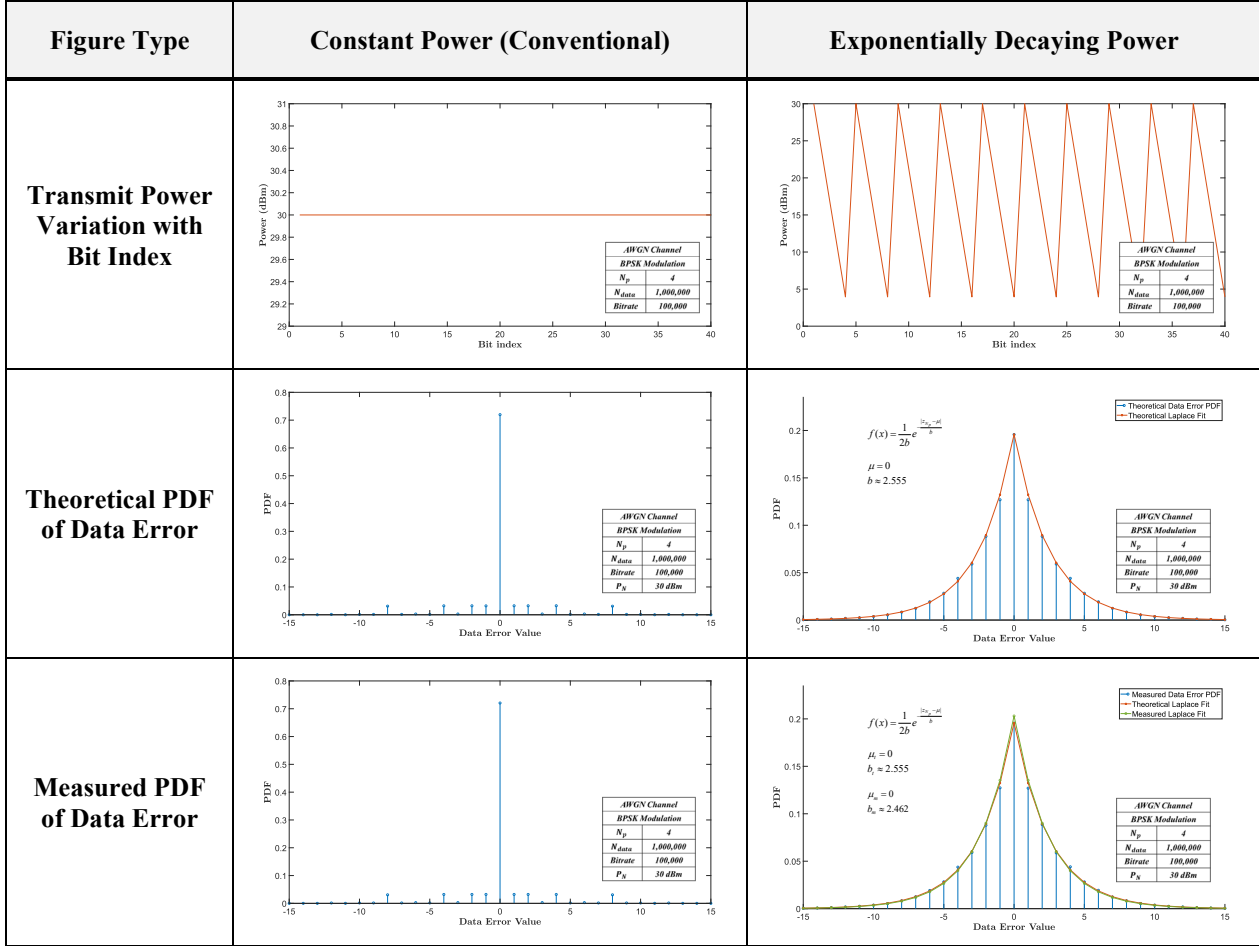 Figure Type
Constant Power (Conventional)
Exponentially Decaying Power
Transmit Power
Variation with
Bit Index
31
30.8
30.6
30.4
30.2
30
29.8
29.6
29.4
29.2
29
Power (dBm)
0 5 10 15 20 25 30 35 40
Bit index
AWGN Channel
BPSK Modulation
N_p 4
N_data 1,000,000
Bitrate 100,000
30
25
20
15
10
5
0
Power (dBm)
0 5 10 15 20 25 30 35 40
Bit index
AWGN Channel
BPSK Modulation
N_p 4
N_data 1,000,000
Bitrate 100,000
Theoretical PDF
of Data Error
0.8
0.7
0.6
0.5
0.4
0.3
0.2
0.1
0
PDF
-15 -10 -5 0 5 10 15
Data Error Value
AWGN Channel
BPSK Modulation
N_p 4
N_data 1,000,000
Bitrate 100,000
P_N 30 dBm
Theoretical Data Error PDF
Theoretical Laplace Fit
f(x) = 1/(2b) e^(-|z_{N_p} - μ|/b)
μ = 0
b ≈ 2.555
0.2
0.15
0.1
0.05
0
PDF
-15 -10 -5 0 5 10 15
Data Error Value
AWGN Channel
BPSK Modulation
N_p 4
N_data 1,000,000
Bitrate 100,000
P_N 30 dBm
Measured PDF
of Data Error
0.8
0.7
0.6
0.5
0.4
0.3
0.2
0.1
0
PDF
-15 -10 -5 0 5 10 15
Data Error Value
AWGN Channel
BPSK Modulation
N_p 4
N_data 1,000,000
Bitrate 100,000
P_N 30 dBm
Measured Data Error PDF
Theoretical Laplace Fit
Measured Laplace Fit
f(x) = 1/(2b) e^(-|z_{N_p} - μ|/b)
μ_t = 0
b_t ≈ 2.555
μ_m = 0
b_m ≈ 2.462
0.2
0.15
0.1
0.05
0
PDF
-15 -10 -5 0 5 10 15
Data Error Value
AWGN Channel
BPSK Modulation
N_p 4
N_data 1,000,000
Bitrate 100,000
P_N 30 dBm